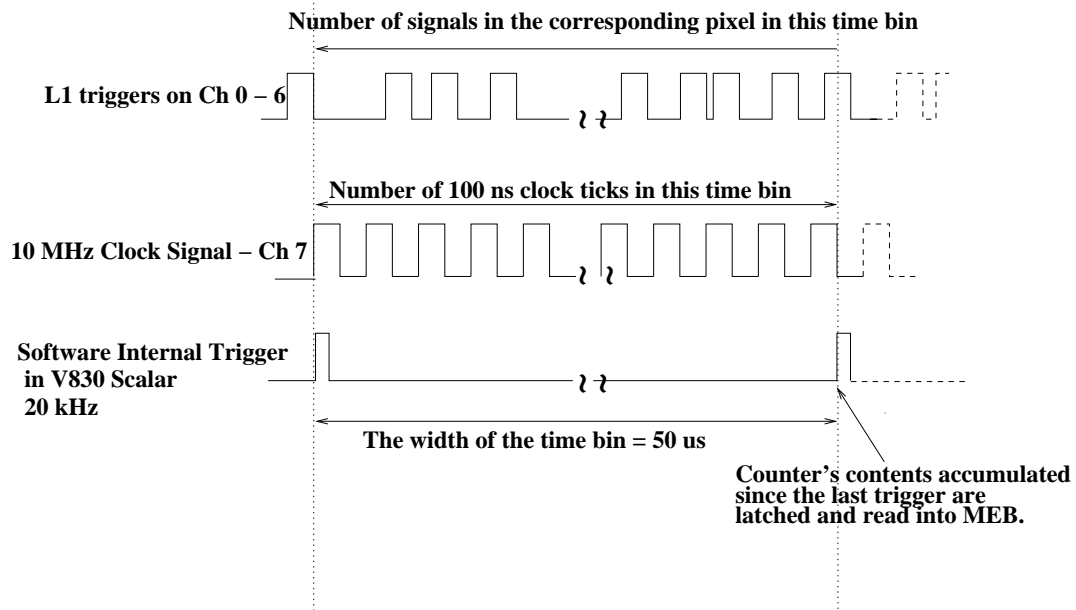 Number of signals in the corresponding pixel in this time bin
L1 triggers on Ch 0 – 6
Number of 100 ns clock ticks in this time bin
10 MHz Clock Signal – Ch 7
Software Internal Trigger
in V830 Scalar
20 kHz
The width of the time bin = 50 us
Counter's contents accumulated
since the last trigger are
latched and read into MEB.